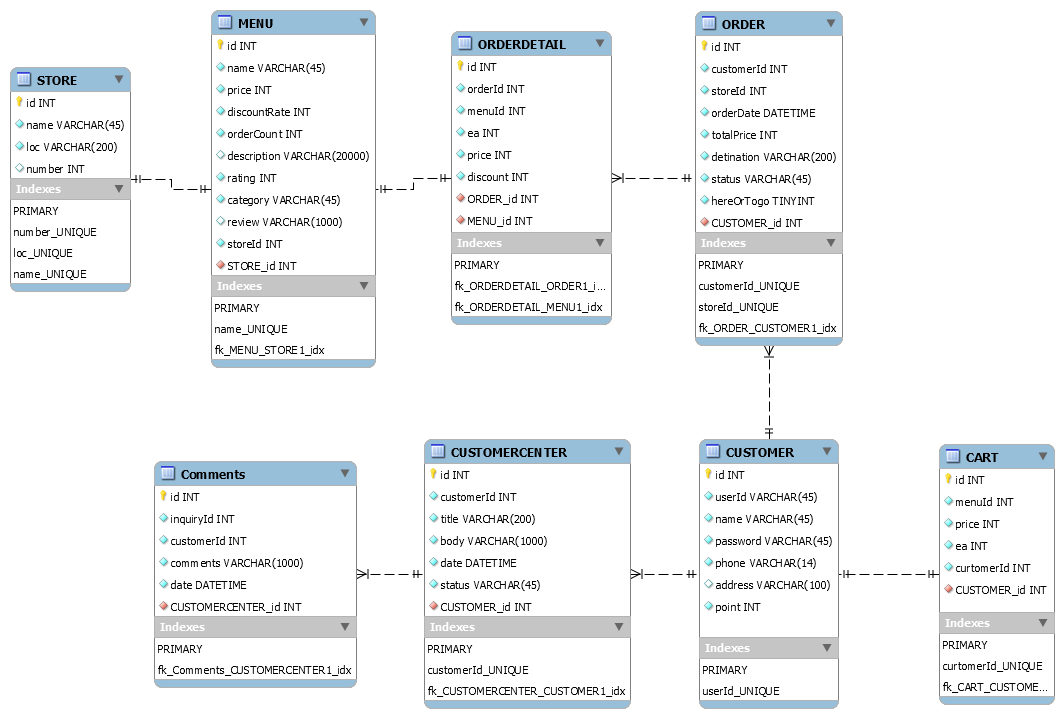 STORE
id INT
name VARCHAR(45)
loc VARCHAR(200)
number INT
Indexes
PRIMARY
number_UNIQUE
loc_UNIQUE
name_UNIQUE
MENU
id INT
name VARCHAR(45)
price INT
discountRate INT
orderCount INT
description VARCHAR(20000)
rating INT
category VARCHAR(45)
review VARCHAR(1000)
storeId INT
STORE_id INT
Indexes
PRIMARY
name_UNIQUE
fk_MENU_STORE1_idx
ORDERDETAIL
id INT
orderId INT
menuId INT
ea INT
price INT
discount INT
ORDER_id INT
MENU_id INT
Indexes
PRIMARY
fk_ORDERDETAIL_ORDER1_i...
fk_ORDERDETAIL_MENU1_idx
ORDER
id INT
customerId INT
storeId INT
orderDate DATETIME
totalPrice INT
detination VARCHAR(200)
status VARCHAR(45)
hereOrTogo TINYINT
CUSTOMER_id INT
Indexes
PRIMARY
customerId_UNIQUE
storeId_UNIQUE
fk_ORDER_CUSTOMER1_idx
Comments
id INT
inquiryId INT
customerId INT
comments VARCHAR(1000)
date DATETIME
CUSTOMERCENTER_id INT
Indexes
PRIMARY
fk_Comments_CUSTOMERCENTER1_idx
CUSTOMERCENTER
id INT
customerId INT
title VARCHAR(200)
body VARCHAR(1000)
date DATETIME
status VARCHAR(45)
CUSTOMER_id INT
Indexes
PRIMARY
customerId_UNIQUE
fk_CUSTOMERCENTER_CUSTOMER1_idx
CUSTOMER
id INT
userId VARCHAR(45)
name VARCHAR(45)
password VARCHAR(45)
phone VARCHAR(14)
address VARCHAR(100)
point INT
Indexes
PRIMARY
userId_UNIQUE
CART
id INT
menuId INT
price INT
ea INT
curtomerId INT
CUSTOMER_id INT
Indexes
PRIMARY
curtomerId_UNIQUE
fk_CART_CUSTOME...